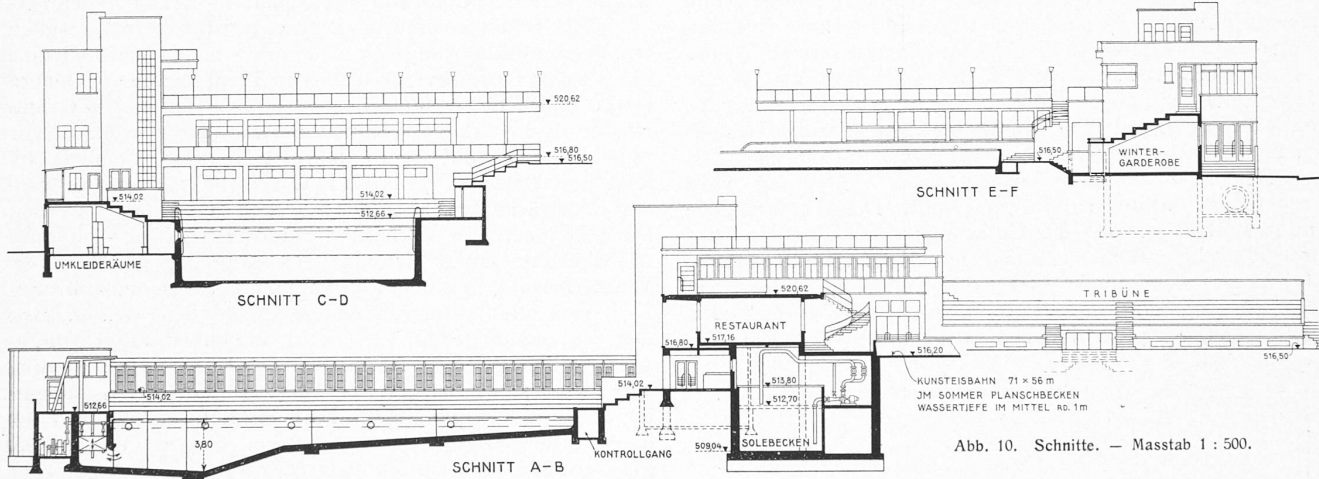 520,62
516,80
516,50
514,02
514,02
512,66
UMKLEIDERÄUME
SCHNITT C-D
516,50
WINTER-
GARDEROBE
SCHNITT E-F
520,62
RESTAURANT
517,16
516,80
TRIBÜNE
516,20
516,50
514,02
512,66
3,80
514,02
513,80
512,70
SOLEBECKEN
509,04
KONTROLLGANG
SCHNITT A-B
KUNSTEISBAHN 71 × 56 m
JM SOMMER PLANSCHBECKEN
WASSERTIEFE IM MITTEL RD. 1m
Abb. 10. Schnitte. — Masstab 1 : 500.